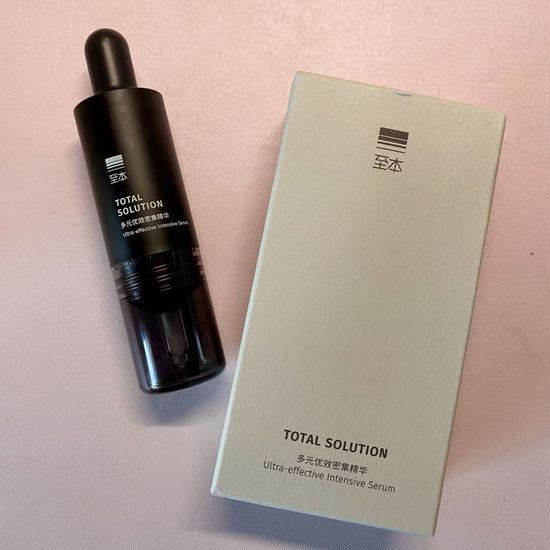 至本
TOTAL
SOLUTION
多元优效密集精华
Ultra-effective Intensive Serum
至本
TOTAL SOLUTION
多元优效密集精华
Ultra-effective Intensive Serum